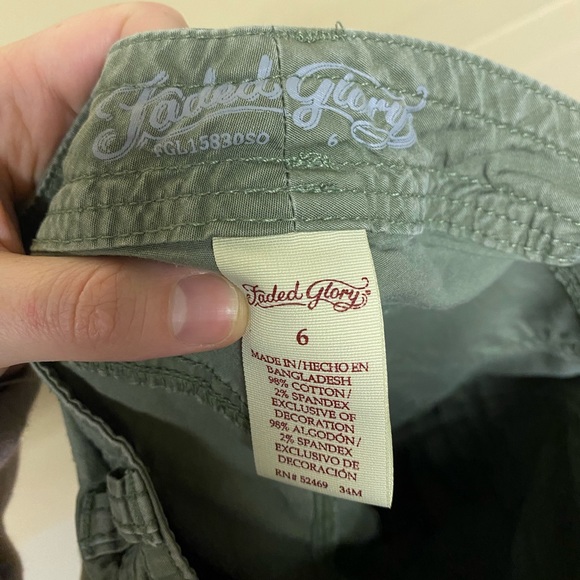 Faded Glory
FGL15830SO 6
Faded Glory
6
MADE IN/HECHO EN
BANGLADESH
98% COTTON/
2% SPANDEX
EXCLUSIVE OF
DECORATION
98% ALGODÓN/
2% SPANDEX
EXCLUSIVO DE
DECORACIÓN
RN# 52469 34M